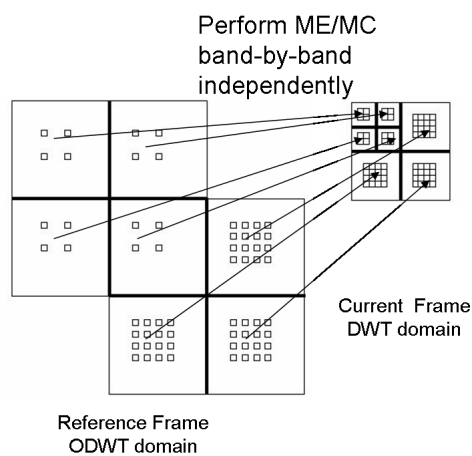 Perform ME/MC
band-by-band
independently
Current Frame
DWT domain
Reference Frame
ODWT domain